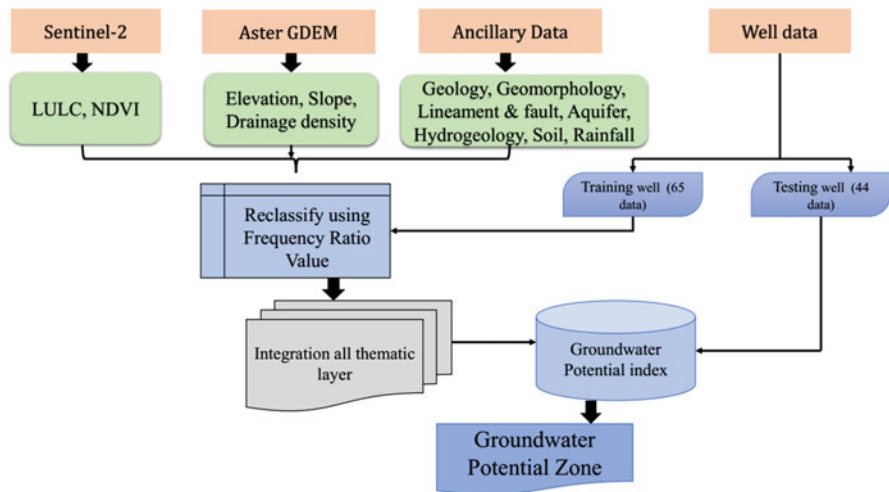 Sentinel-2
Aster GDEM
Ancillary Data
Well data
LULC, NDVI
Elevation, Slope,
Drainage density
Geology, Geomorphology,
Lineament & fault, Aquifer,
Hydrogeology, Soil, Rainfall
Training well (65
data)
Testing well (44
data)
Reclassify using
Frequency Ratio
Value
Integration all thematic
layer
Groundwater
Potential index
Groundwater
Potential Zone